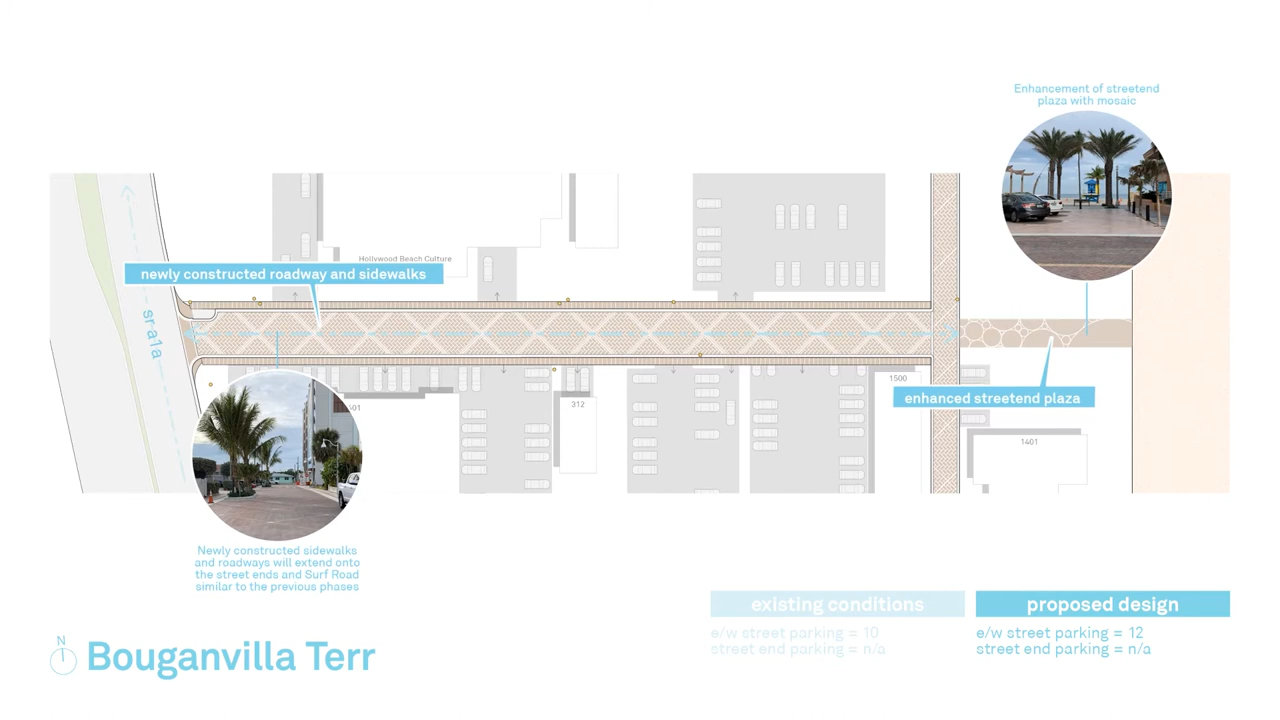 Enhancement of streetend
plaza with mosaic
Hollywood Beach Culture
newly constructed roadway and sidewalks
sr a1a
1500
enhanced streetend plaza
401
312
1401
Newly constructed sidewalks
and roadways will extend onto
the street ends and Surf Road
similar to the previous phases
existing conditions
e/w street parking = 10
street end parking = n/a
proposed design
e/w street parking = 12
street end parking = n/a
N
Bouganvilla Terr